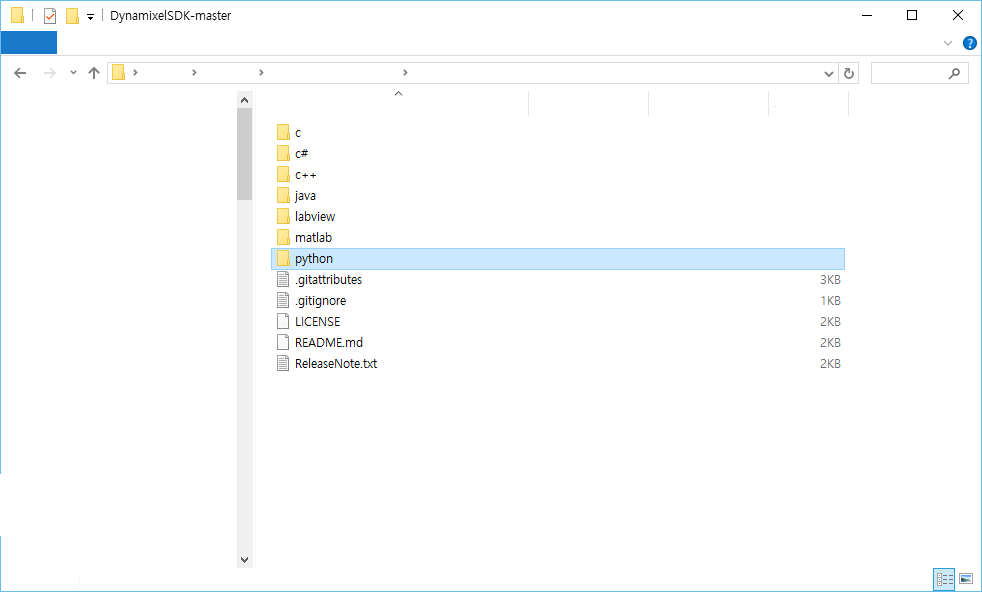 DynamixelSDK-master
?
c
c#
c++
java
labview
matlab
python
.gitattributes 3KB
.gitignore 1KB
LICENSE 2KB
README.md 2KB
ReleaseNote.txt 2KB